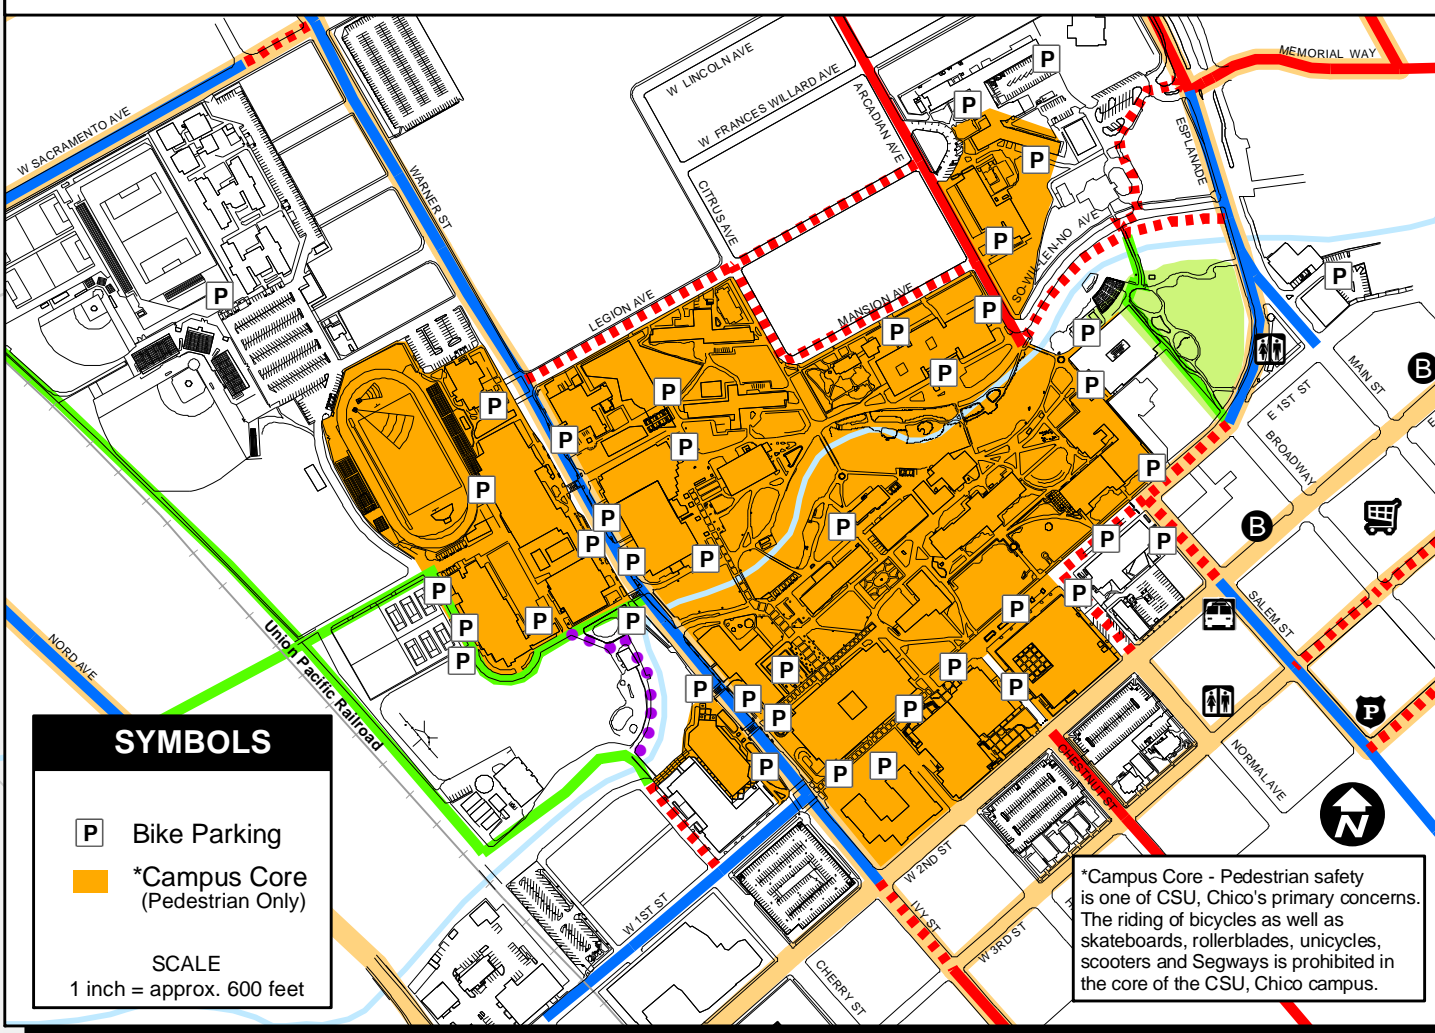 MEMORIAL WAY
W LINCOLN AVE
W FRANCES WILLARD AVE
ARCADIAN AVE
ESPLANADE
W SACRAMENTO AVE
WARNER ST
CITRUS AVE
SO-WIL-LEN-NO AVE
LEGION AVE
MANSION AVE
MAIN ST
E 1ST ST
BROADWAY
B
B
SALEM ST
NORMAL AVE
CHESTNUT ST
NORD AVE
Union Pacific Railroad
W 1ST ST
W 2ND ST
IVY ST
W 3RD ST
CHERRY ST
P
N
SYMBOLS
P Bike Parking
*Campus Core
(Pedestrian Only)
SCALE
1 inch = approx. 600 feet
*Campus Core - Pedestrian safety
is one of CSU, Chico's primary concerns.
The riding of bicycles as well as
skateboards, rollerblades, unicycles,
scooters and Segways is prohibited in
the core of the CSU, Chico campus.